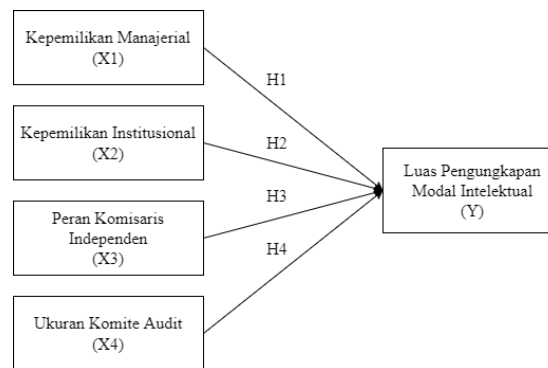 Kepemilikan Manajerial
(X1)
H1
Kepemilikan Institusional
(X2)
H2
Luas Pengungkapan
Modal Intelektual
(Y)
Peran Komisaris
Independen
(X3)
H3
H4
Ukuran Komite Audit
(X4)